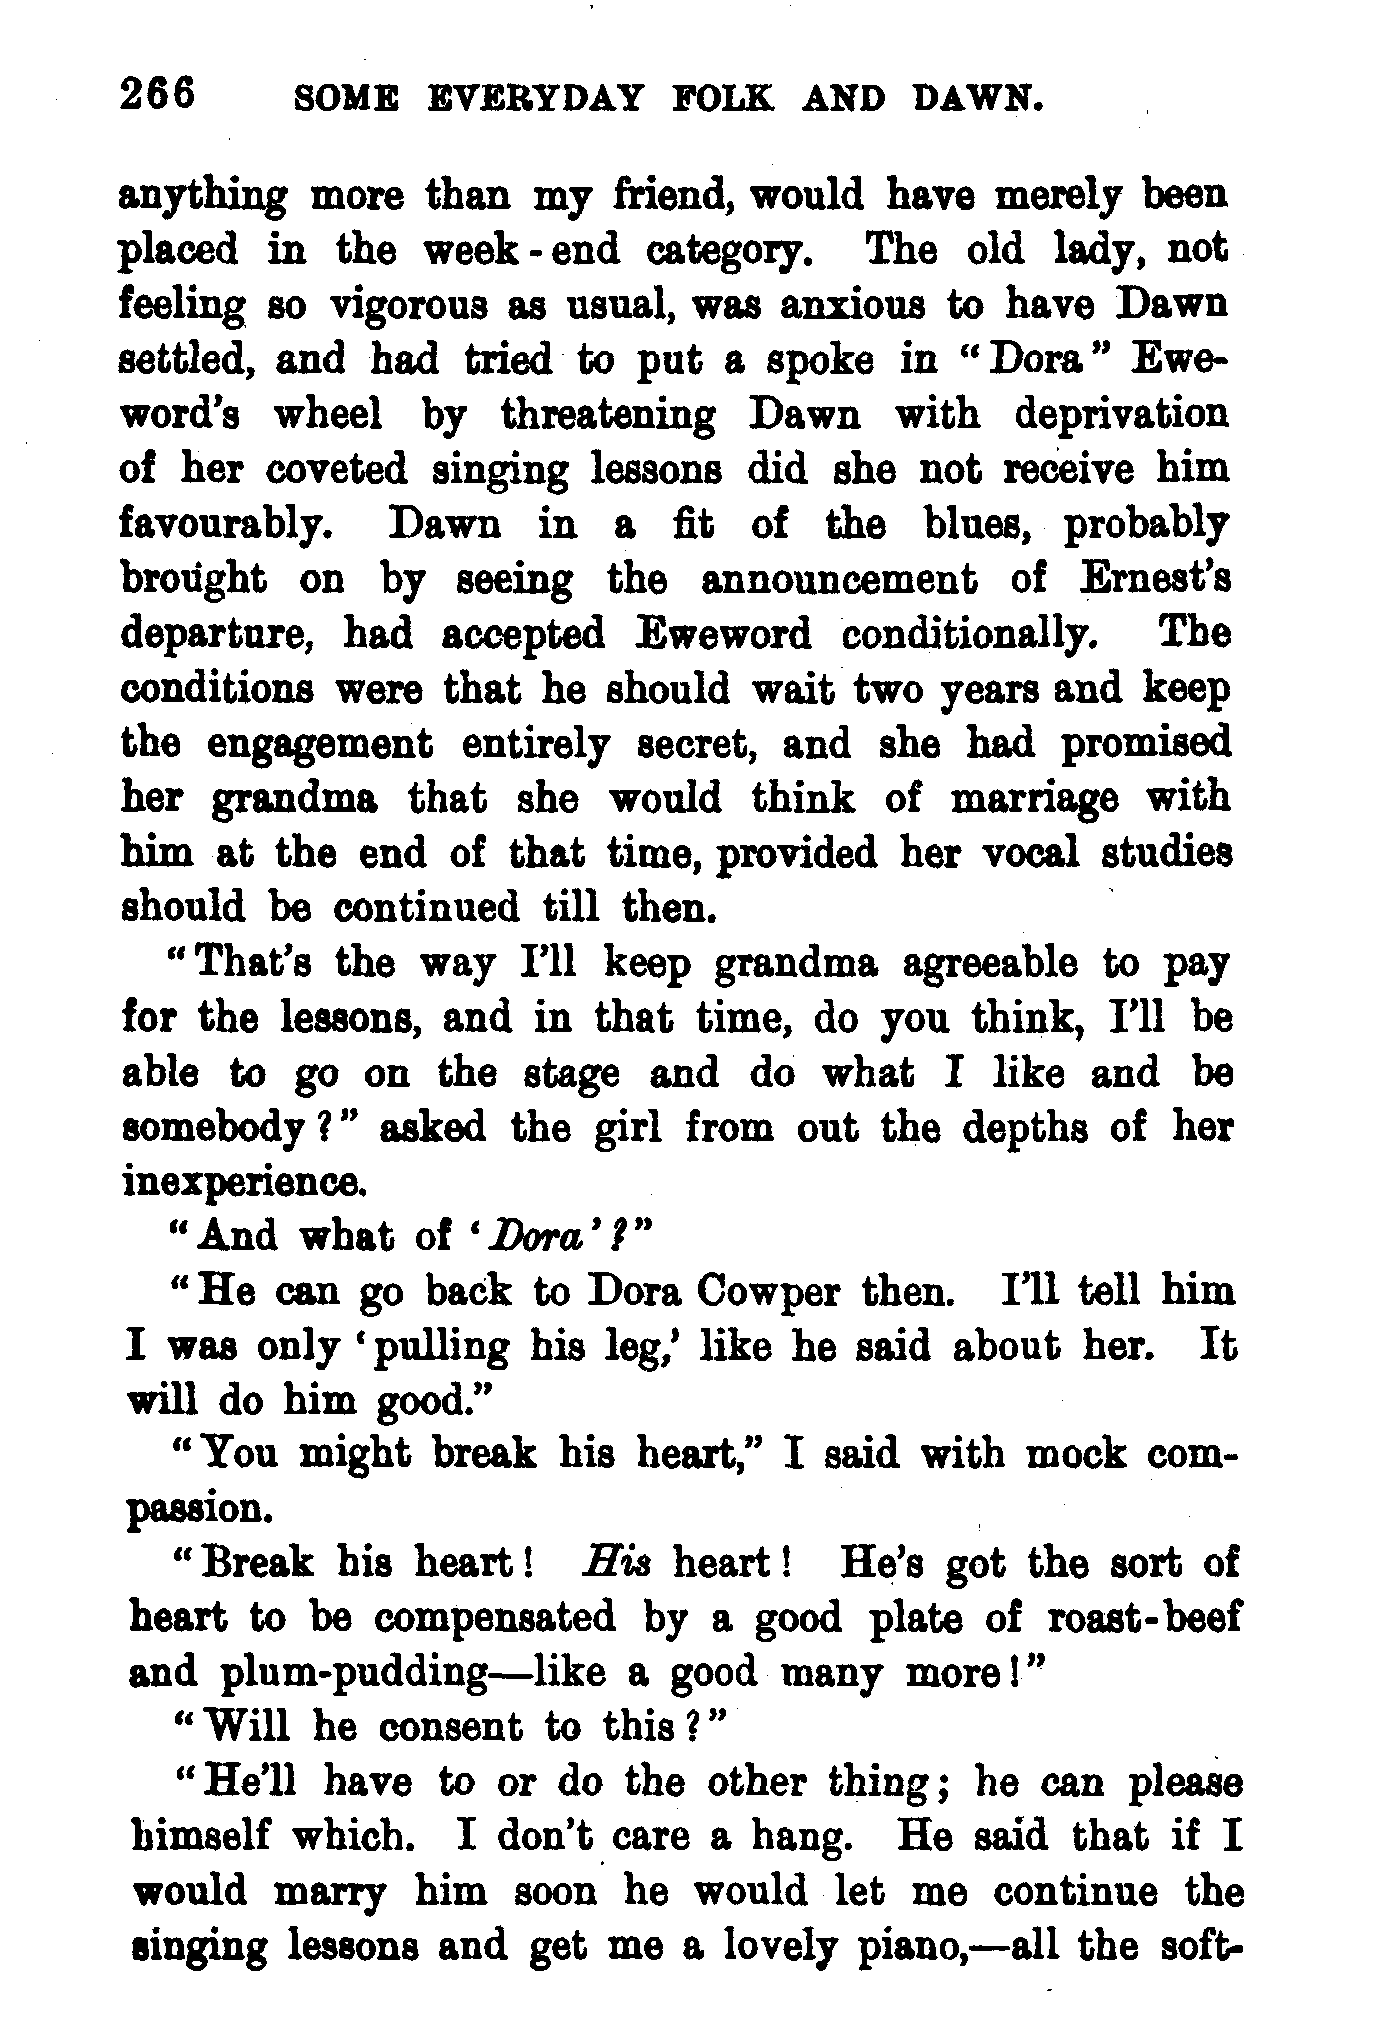 266 SOME EVERYDAY FOLK AND DAWN.
anything more than my friend, would have merely been
placed in the week-end category. The old lady, not
feeling so vigorous as usual, was anxious to have Dawn
settled, and had tried to put a spoke in “Dora” Ewe-
word’s wheel by threatening Dawn with deprivation
of her coveted singing lessons did she not receive him
favourably. Dawn in a fit of the blues, probably
brought on by seeing the announcement of Ernest’s
departure, had accepted Eweword conditionally. The
conditions were that he should wait two years and keep
the engagement entirely secret, and she had promised
her grandma that she would think of marriage with
him at the end of that time, provided her vocal studies
should be continued till then.
“That’s the way I’ll keep grandma agreeable to pay
for the lessons, and in that time, do you think, I’ll be
able to go on the stage and do what I like and be
somebody?” asked the girl from out the depths of her
inexperience.
“And what of ‘Dora’?”
“He can go back to Dora Cowper then. I’ll tell him
I was only ‘pulling his leg,’ like he said about her. It
will do him good.”
“You might break his heart,” I said with mock com-
passion.
“Break his heart! His heart! He’s got the sort of
heart to be compensated by a good plate of roast-beef
and plum-pudding—like a good many more!”
“Will he consent to this?”
“He’ll have to or do the other thing; he can please
himself which. I don’t care a hang. He said that if I
would marry him soon he would let me continue the
singing lessons and get me a lovely piano,—all the soft-